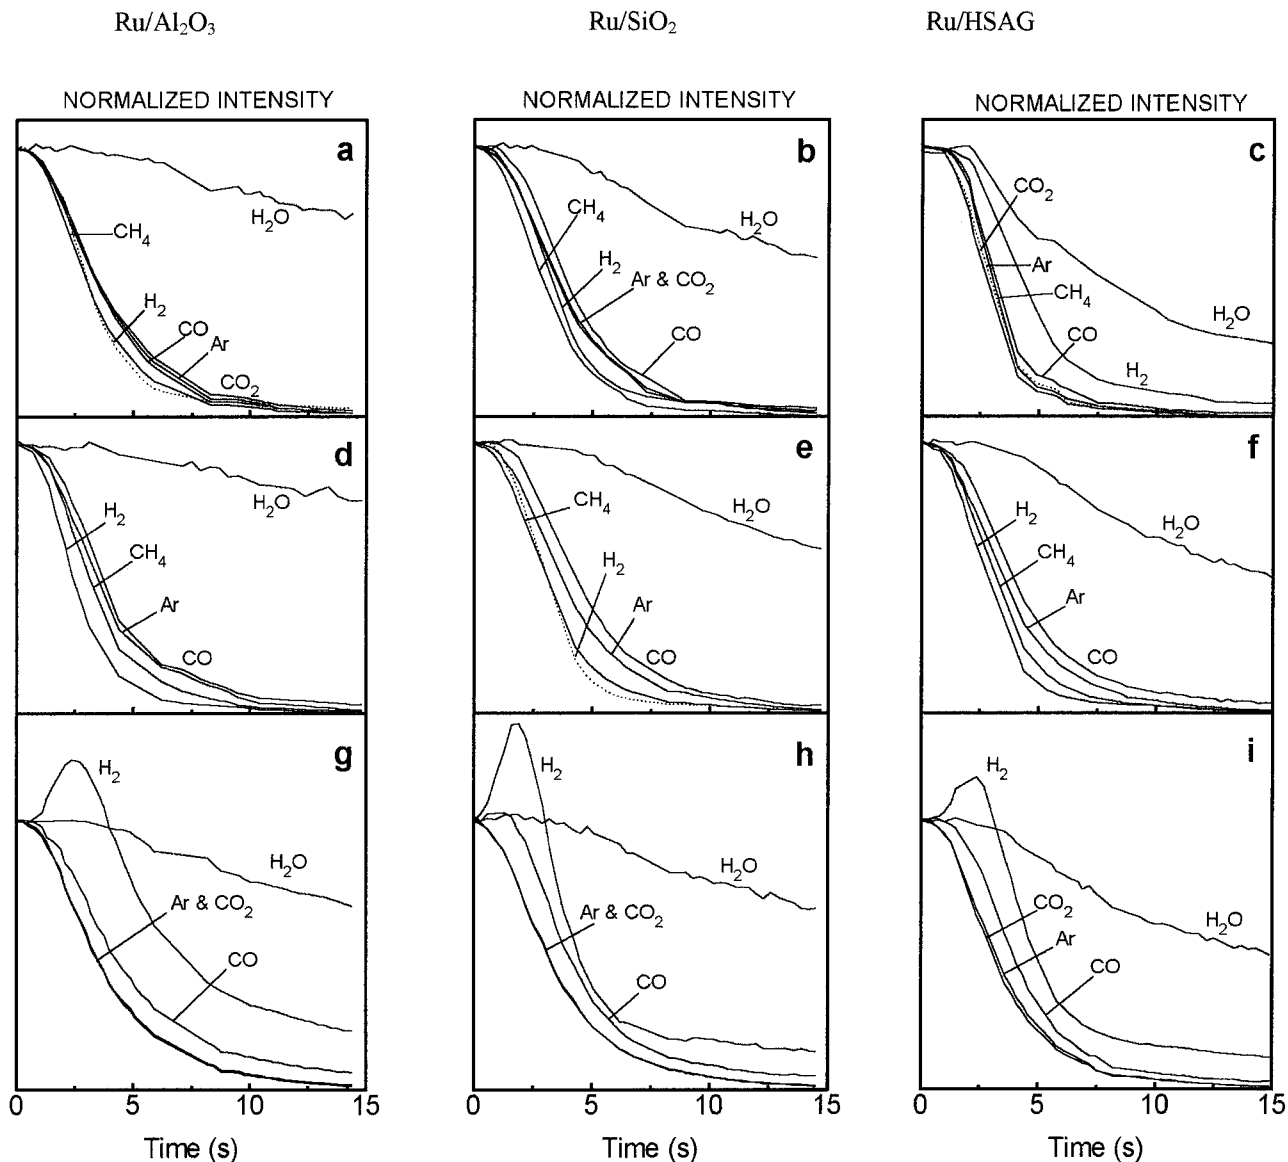 Ru/Al₂O₃ Ru/SiO₂ Ru/HSAG
NORMALIZED INTENSITY NORMALIZED INTENSITY NORMALIZED INTENSITY
a
H₂O
CH₄
H₂
CO
Ar
CO₂
b
CH₄
H₂O
H₂
Ar & CO₂
CO
c
CO₂
Ar
CH₄
H₂O
CO
H₂
d
H₂O
H₂
CH₄
Ar
CO
e
CH₄
H₂O
H₂
Ar
CO
f
H₂
H₂O
CH₄
Ar
CO
g
H₂
H₂O
Ar & CO₂
CO
h
H₂
H₂O
Ar & CO₂
CO
i
H₂
CO₂
H₂O
Ar
CO
0 5 10 15 0 5 10 15 0 5 10 15
Time (s) Time (s) Time (s)